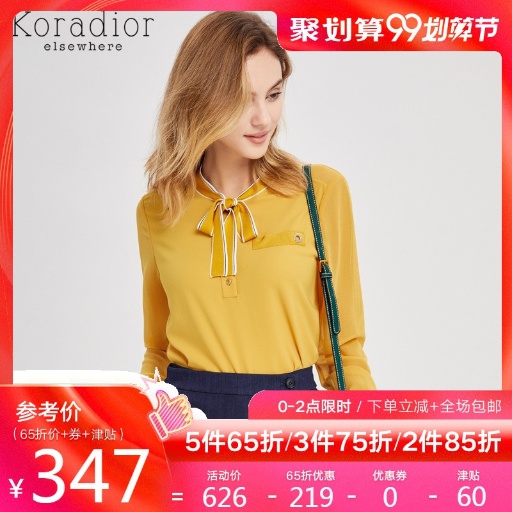 Koradior
elsewhere
聚划算99划算节
参考价
（65折价+券+津贴）
¥347
0-2点限时 / 下单立减+全场包邮
5件65折/3件75折/2件85折
活动价 65折优惠 优惠券 津贴
= 626 - 219 - 0 - 60